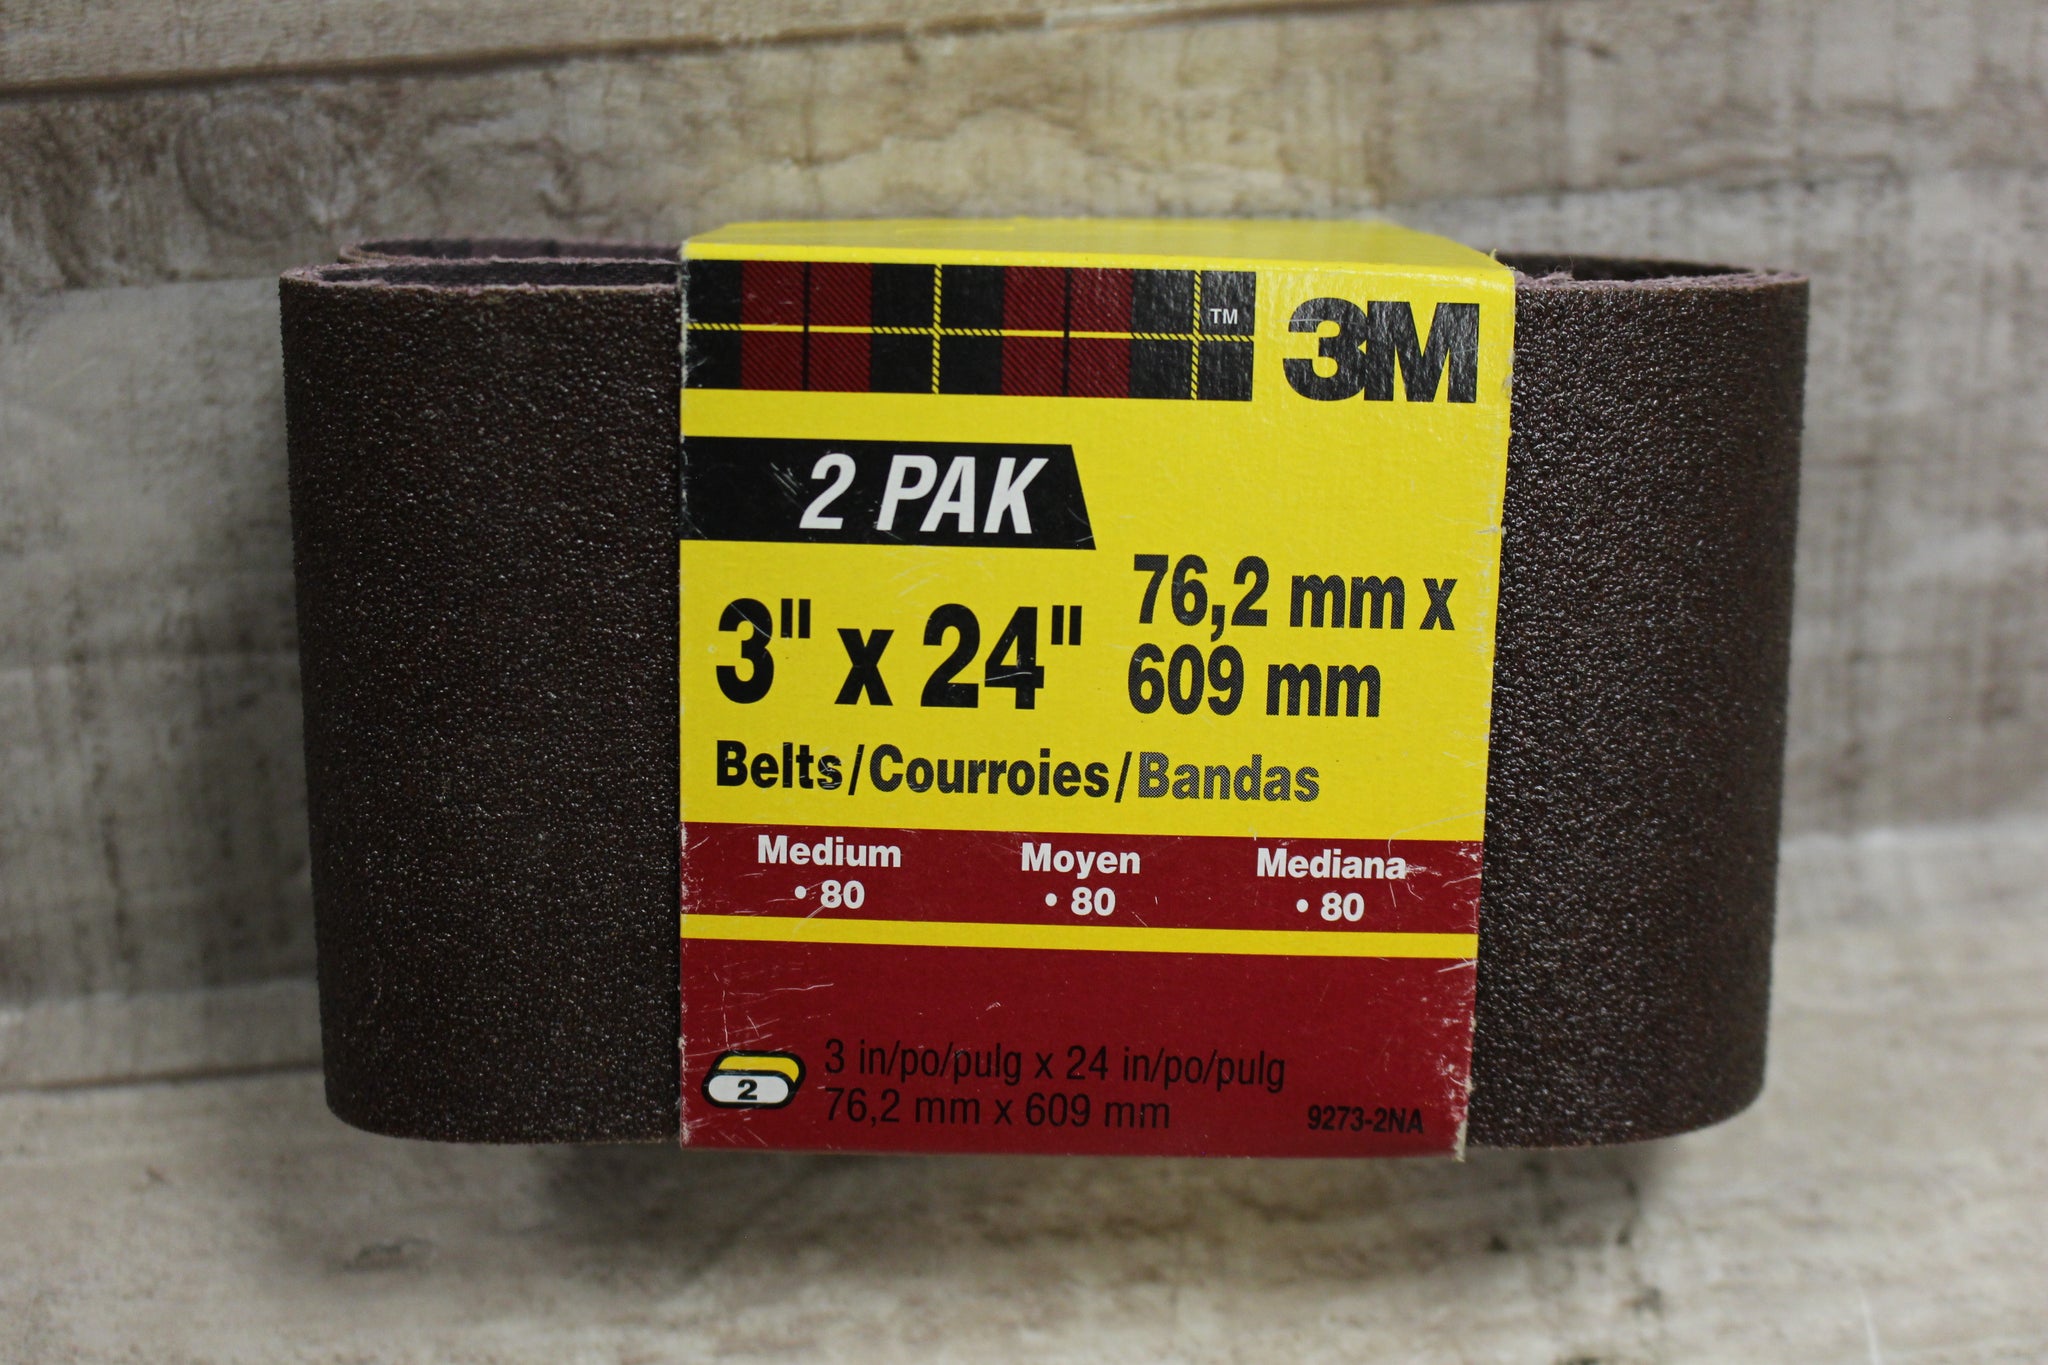 ™ 3M
2 PAK
3" x 24"
76,2 mm x
609 mm
Belts/Courroies/Bandas
Medium
• 80
Moyen
• 80
Mediana
• 80
2
3 in/po/pulg x 24 in/po/pulg
76,2 mm x 609 mm
9273-2NA